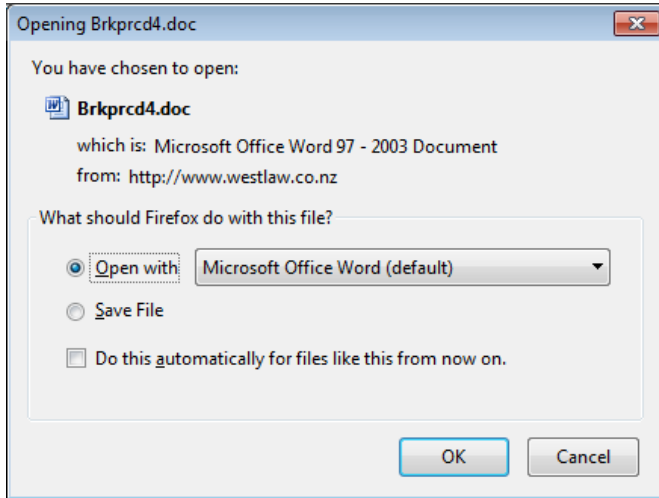 Opening Brkprcd4.doc
You have chosen to open:
Brkprcd4.doc
which is: Microsoft Office Word 97 - 2003 Document
from: http://www.westlaw.co.nz
What should Firefox do with this file?
Open with Microsoft Office Word (default)
Save File
Do this automatically for files like this from now on.
OK Cancel